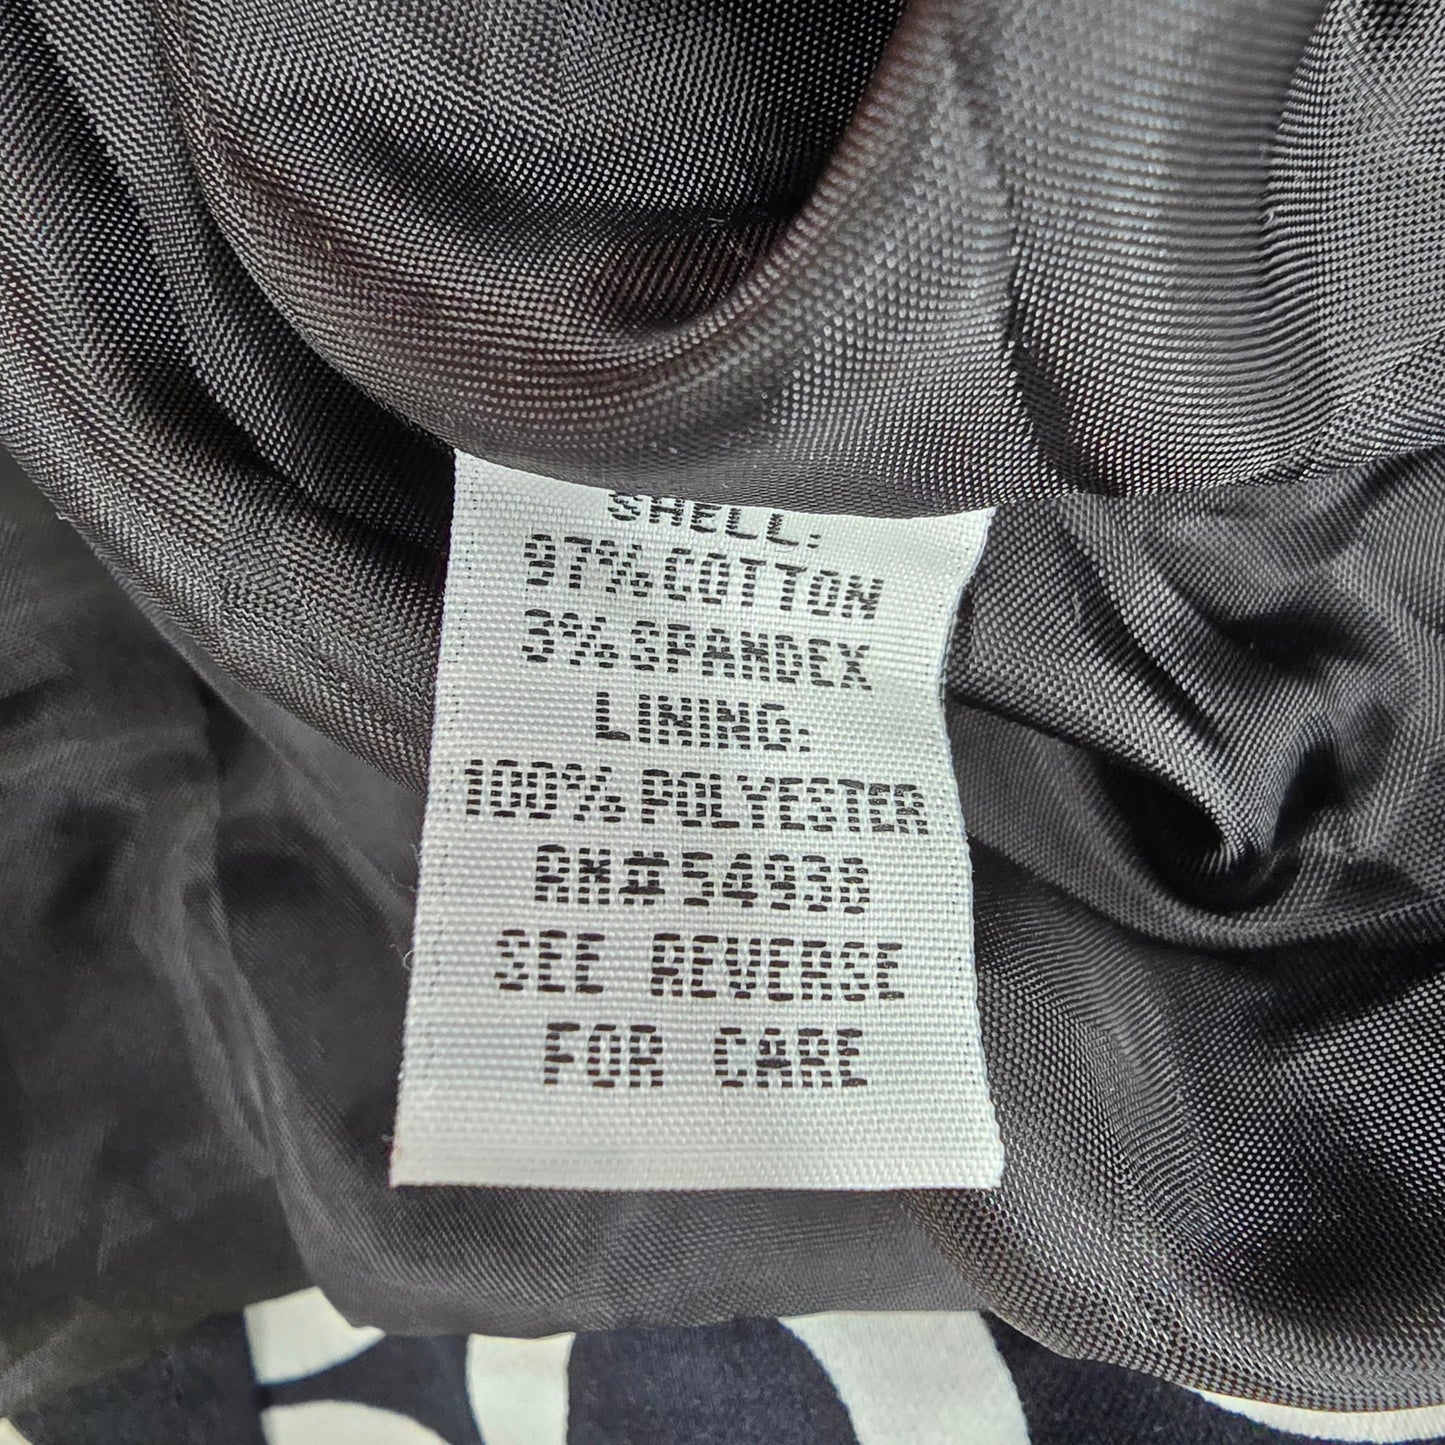 SHELL:
97% COTTON
3% SPANDEX
LINING:
100% POLYESTER
RN#54938
SEE REVERSE
FOR CARE